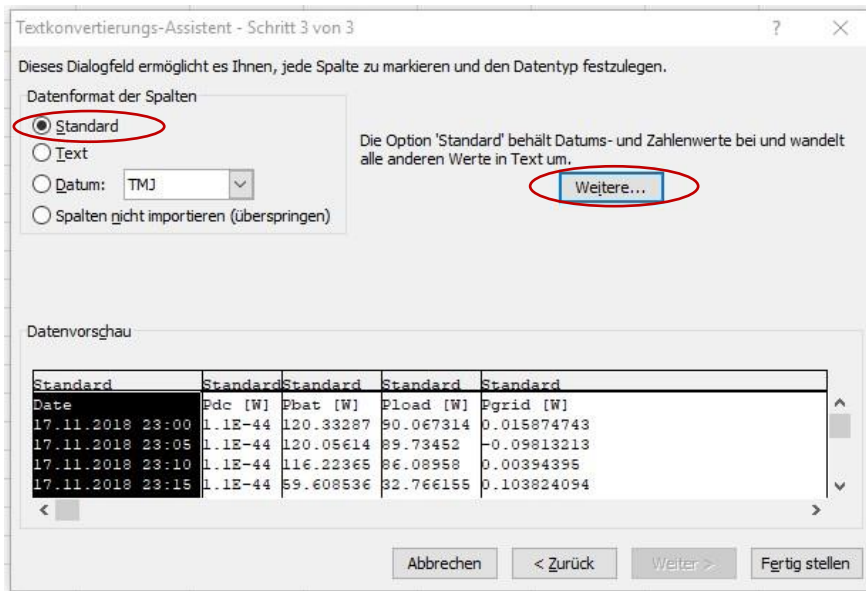 Textkonvertierungs-Assistent - Schritt 3 von 3
?
Dieses Dialogfeld ermöglicht es Ihnen, jede Spalte zu markieren und den Datentyp festzulegen.
Datenformat der Spalten
Standard
Text
Datum: TMJ
Spalten nicht importieren (überspringen)
Die Option 'Standard' behält Datums- und Zahlenwerte bei und wandelt
alle anderen Werte in Text um.
Weitere...
Datenvorschau
Standard Standard Standard Standard Standard
Date Pdc [W] Pbat [W] Pload [W] Pgrid [W]
17.11.2018 23:00 1.1E-44 120.33287 90.067314 0.015874743
17.11.2018 23:05 1.1E-44 120.05614 89.73452 -0.09813213
17.11.2018 23:10 1.1E-44 116.22365 86.08958 0.00394395
17.11.2018 23:15 1.1E-44 59.608536 32.766155 0.103824094
Abbrechen < Zurück Weiter > Fertig stellen